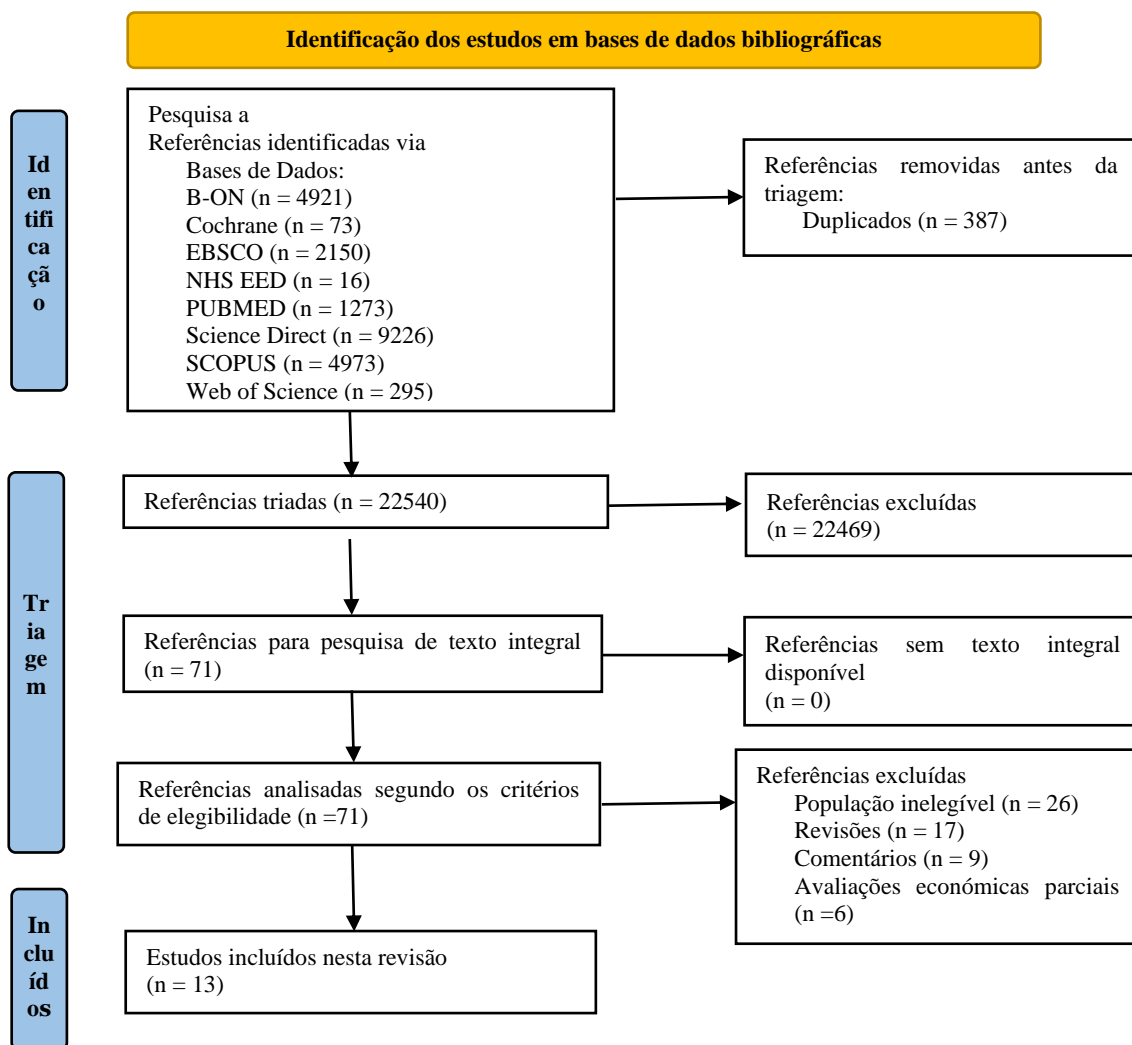 Identificação dos estudos em bases de dados bibliográficas
Id
en
tifi
ca
çã
o
Pesquisa a
Referências identificadas via
Bases de Dados:
B-ON (n = 4921)
Cochrane (n = 73)
EBSCO (n = 2150)
NHS EED (n = 16)
PUBMED (n = 1273)
Science Direct (n = 9226)
SCOPUS (n = 4973)
Web of Science (n = 295)
Referências removidas antes da
triagem:
Duplicados (n = 387)
Tr
ia
ge
m
Referências triadas (n = 22540)
Referências excluídas
(n = 22469)
Referências para pesquisa de texto integral
(n = 71)
Referências sem texto integral
disponível
(n = 0)
Referências analisadas segundo os critérios
de elegibilidade (n =71)
Referências excluídas
População inelegível (n = 26)
Revisões (n = 17)
Comentários (n = 9)
Avaliações económicas parciais
(n =6)
In
clu
íd
os
Estudos incluídos nesta revisão
(n = 13)